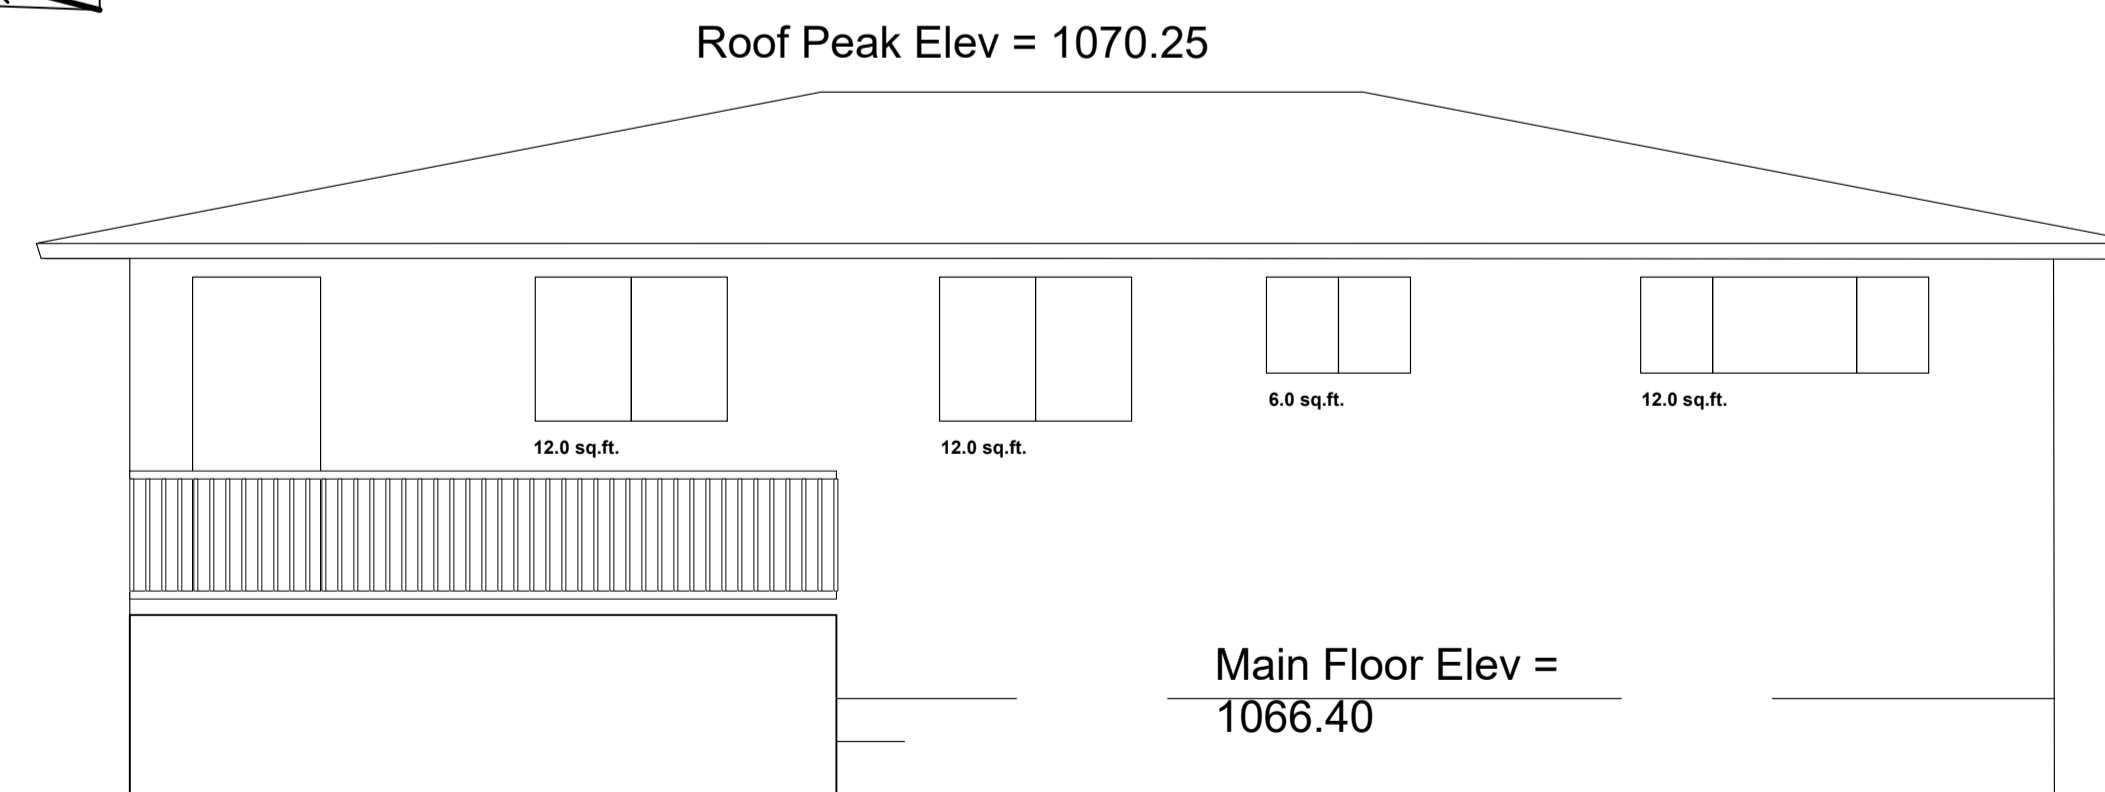 Roof Peak Elev = 1070.25
6.0 sq.ft.
12.0 sq.ft.
12.0 sq.ft.
12.0 sq.ft.
Main Floor Elev =
1066.40